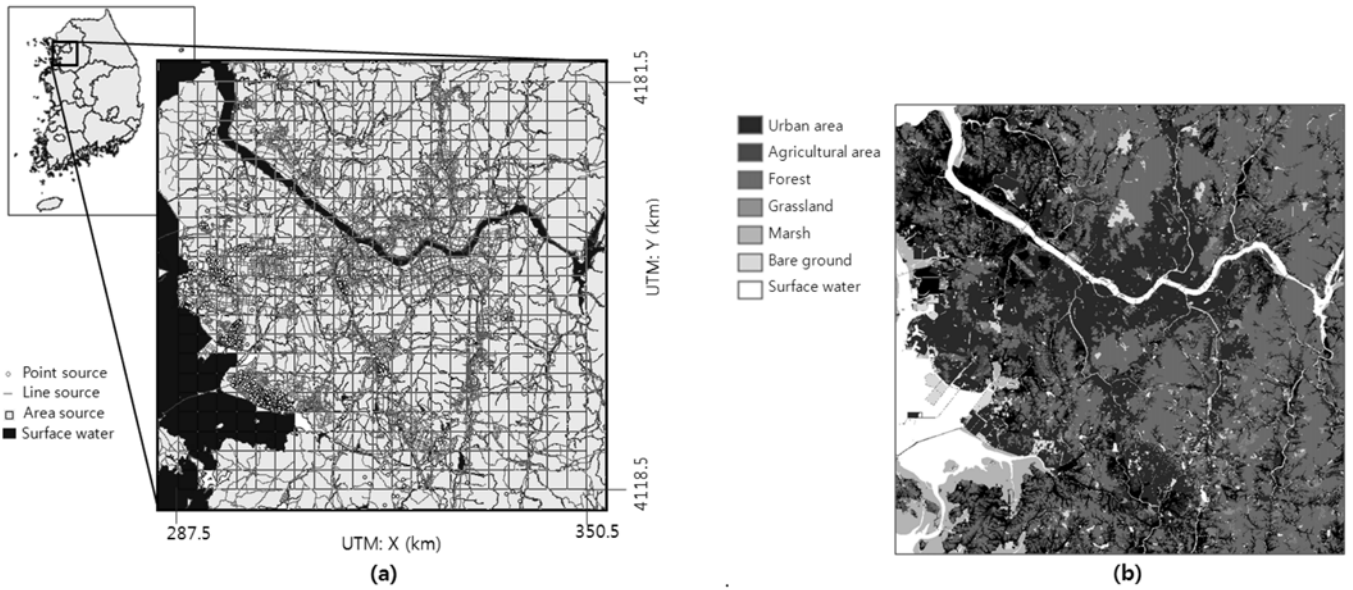 Point source
Line source
Area source
Surface water
4181.5
UTM: Y (km)
4118.5
287.5
UTM: X (km)
350.5
(a)
Urban area
Agricultural area
Forest
Grassland
Marsh
Bare ground
Surface water
(b)